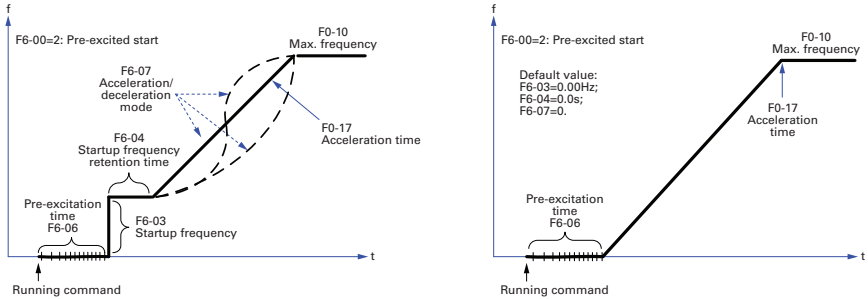 f
F6-00=2: Pre-excited start
F0-10
Max. frequency
F6-07
Acceleration/
deceleration
mode
F0-17
Acceleration time
F6-04
Startup frequency
retention time
Pre-excitation
time
F6-06
F6-03
Startup frequency
t
Running command
f
F6-00=2: Pre-excited start
F0-10
Max. frequency
Default value:
F6-03=0.00Hz;
F6-04=0.0s;
F6-07=0.
F0-17
Acceleration
time
Pre-excitation
time
F6-06
t
Running command